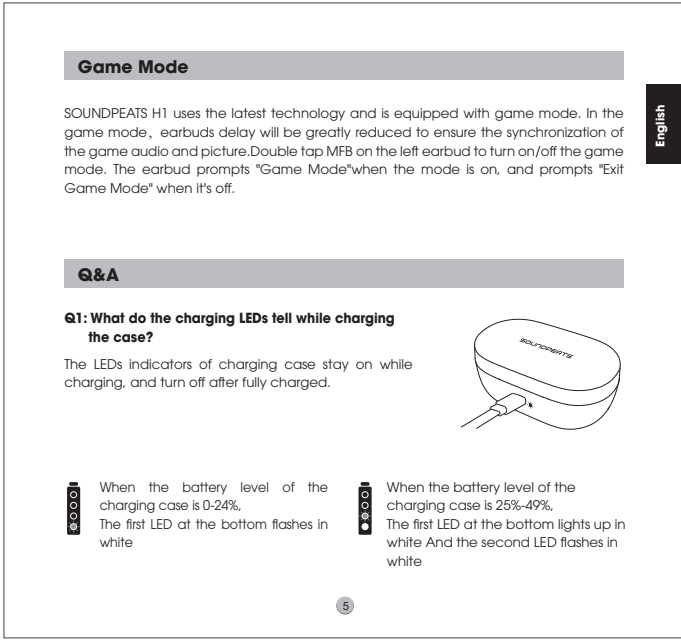 Game Mode
English
SOUNDPEATS H1 uses the latest technology and is equipped with game mode. In the
game mode，earbuds delay will be greatly reduced to ensure the synchronization of
the game audio and picture.Double tap MFB on the left earbud to turn on/off the game
mode. The earbud prompts "Game Mode"when the mode is on, and prompts "Exit
Game Mode" when it's off.
Q&A
Q1: What do the charging LEDs tell while charging
the case?
The LEDs indicators of charging case stay on while
charging, and turn off after fully charged.
SOUNDPEATS
When the battery level of the
charging case is 0-24%,
The first LED at the bottom flashes in
white
When the battery level of the
charging case is 25%-49%,
The first LED at the bottom lights up in
white And the second LED flashes in
white
5